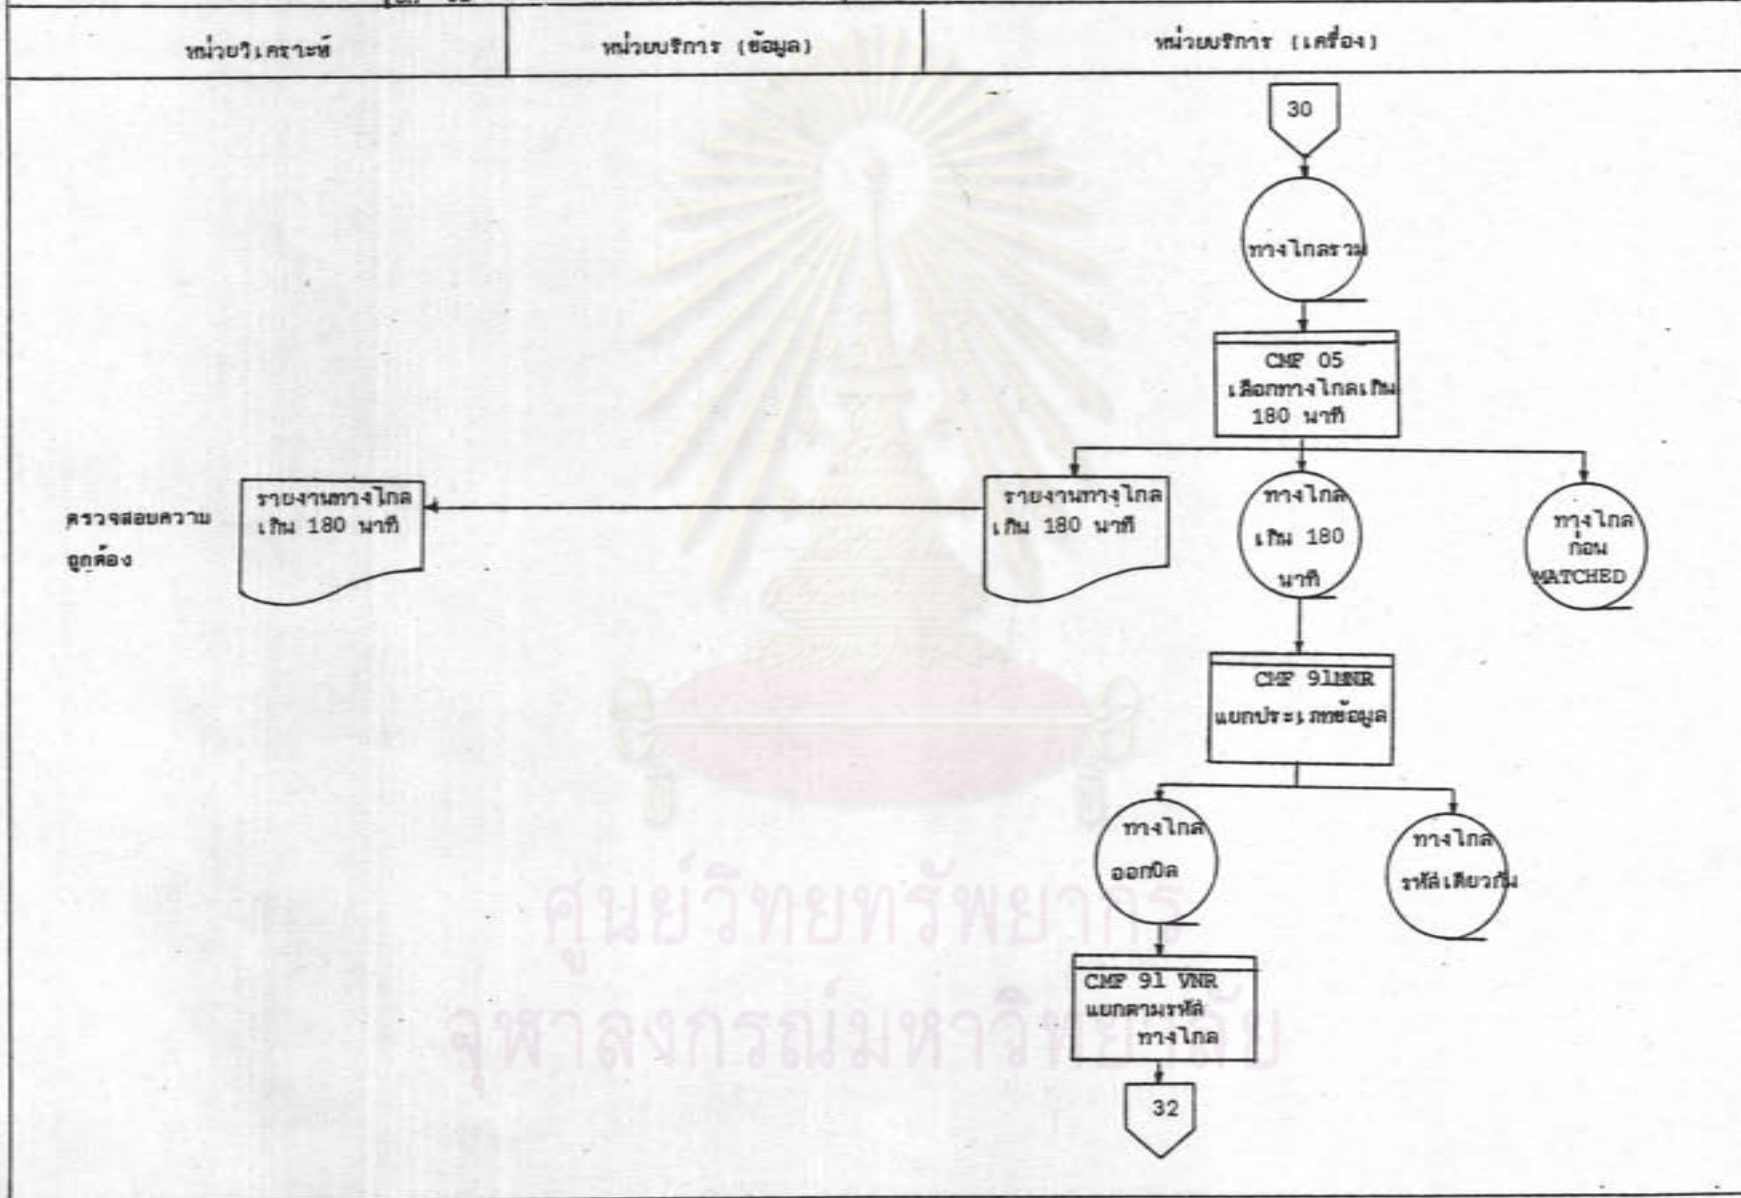 หน่วยวิเคราะห์
หน่วยบริการ (ข้อมูล)
หน่วยบริการ (เครื่อง)
30
ทางไกลรวม
CMF 05
เลือกทางไกลเกิน
180 นาที
ตรวจสอบความ
ถูกต้อง
รายงานทางไกล
เกิน 180 นาที
รายงานทางไกล
เกิน 180 นาที
ทางไกล
เกิน 180
นาที
ทางไกล
ก่อน
MATCHED
แยกประเภทข้อมูล
ทางไกล
ออกบิล
ทางไกล
รหัสเดียวกัน
CMF 91 VNR
แยกตามรหัส
ทางไกล
32
ศูนย์วิทยทรัพยากร
จุฬาลงกรณ์มหาวิทยาลัย